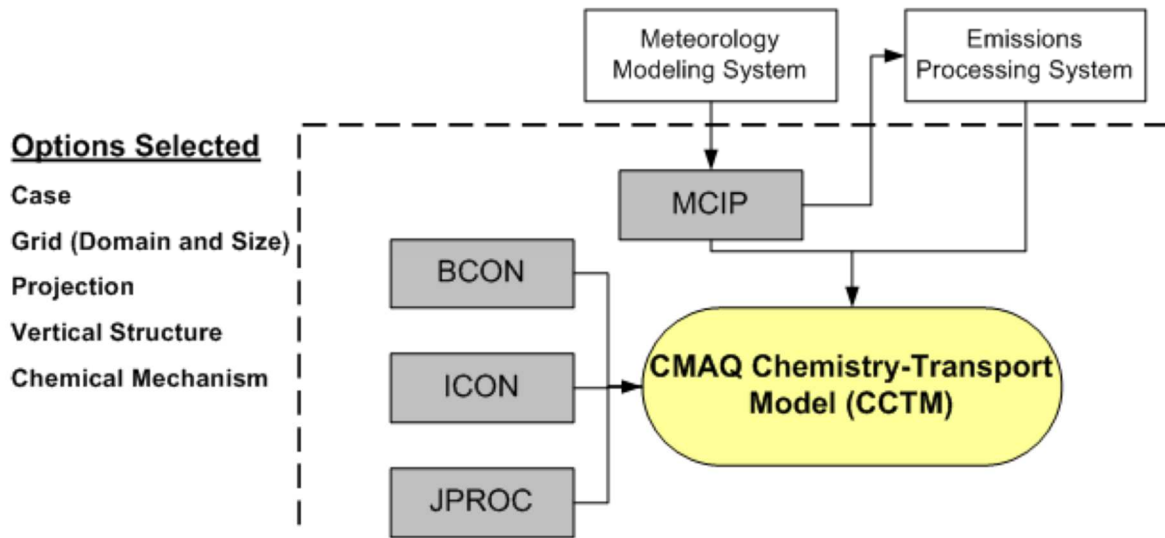 Meteorology
Modeling System
Emissions
Processing System
Options Selected
Case
Grid (Domain and Size)
Projection
Vertical Structure
Chemical Mechanism
MCIP
BCON
ICON
JPROC
CMAQ Chemistry-Transport
Model (CCTM)